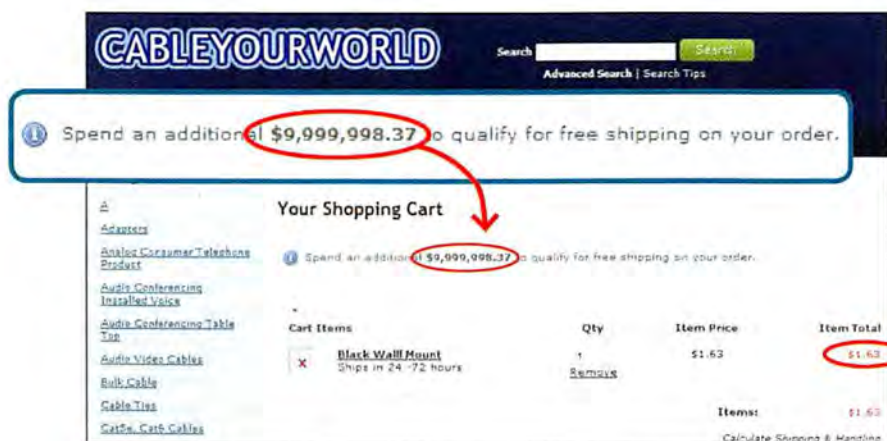 CABLEYOURWORLD
Search
Search
Advanced Search | Search Tips
Spend an additional $9,999,998.37 to qualify for free shipping on your order.
A
Adapters
Analog Consumer Telephone
Product
Audio Conferencing
Installed Voice
Audio Conferencing Table
Top
Audio Video Cables
Bulk Cable
Cable Ties
Cat5e, Cat6 Cables
Your Shopping Cart
Spend an additional $9,999,998.37 to qualify for free shipping on your order.
Cart Items Qty Item Price Item Total
x Black Walll Mount 1 $1.63 $1.63
Ships in 24 -72 hours
Remove
Items: $1.63
Calculate Shipping & Handling